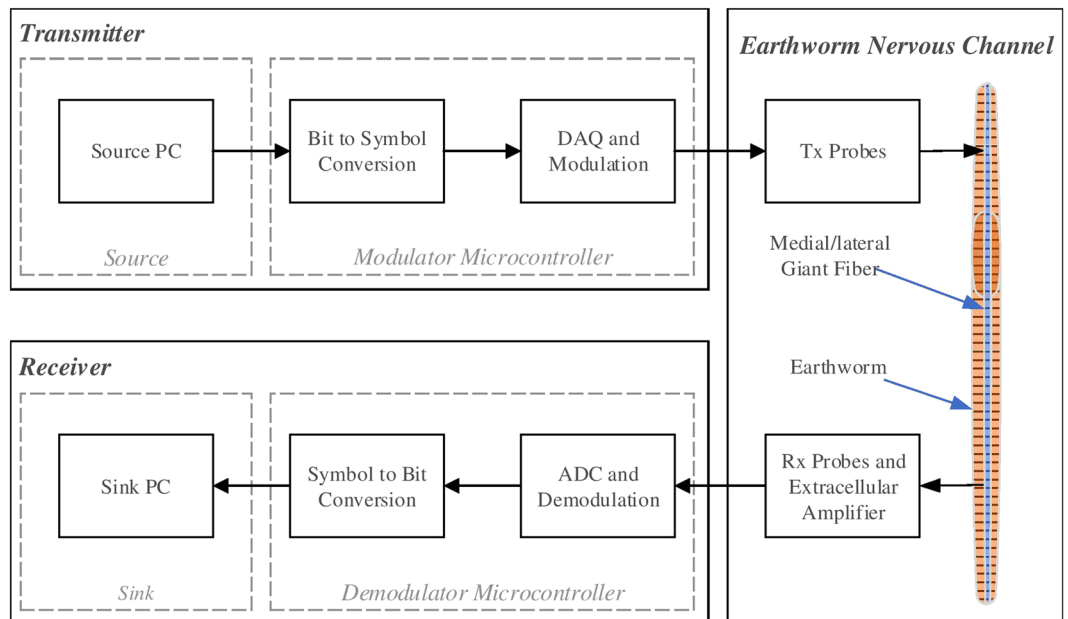 Transmitter
Source PC
Source
Bit to Symbol
Conversion
DAQ and
Modulation
Modulator Microcontroller
Earthworm Nervous Channel
Tx Probes
Medial/lateral
Giant Fiber
Earthworm
Rx Probes and
Extracellular
Amplifier
Receiver
Sink PC
Sink
Symbol to Bit
Conversion
ADC and
Demodulation
Demodulator Microcontroller